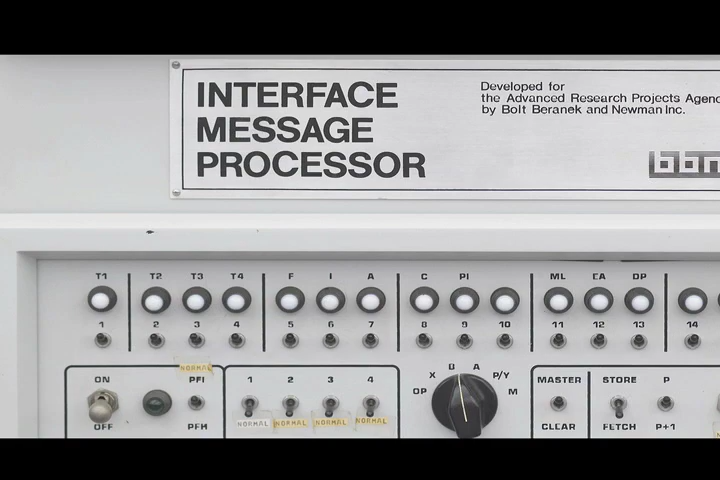 INTERFACE
MESSAGE
PROCESSOR
Developed for
the Advanced Research Projects Agenc
by Bolt Beranek and Newman Inc.
bbn
T1 T2 T3 T4 F I A C PI ML EA DP
1 2 3 4 5 6 7 8 9 10 11 12 13 14
NORMAL
ON PFI 1 2 3 4 OP X B A P/Y M MASTER STORE P
OFF PFH NORMAL NORMAL NORMAL NORMAL CLEAR FETCH P+1